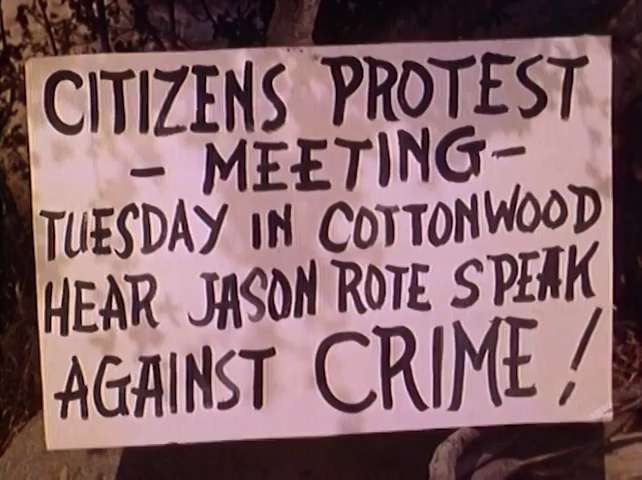 CITIZENS PROTEST
- MEETING -
TUESDAY IN COTTONWOOD
HEAR JASON ROTE SPEAK
AGAINST CRIME!